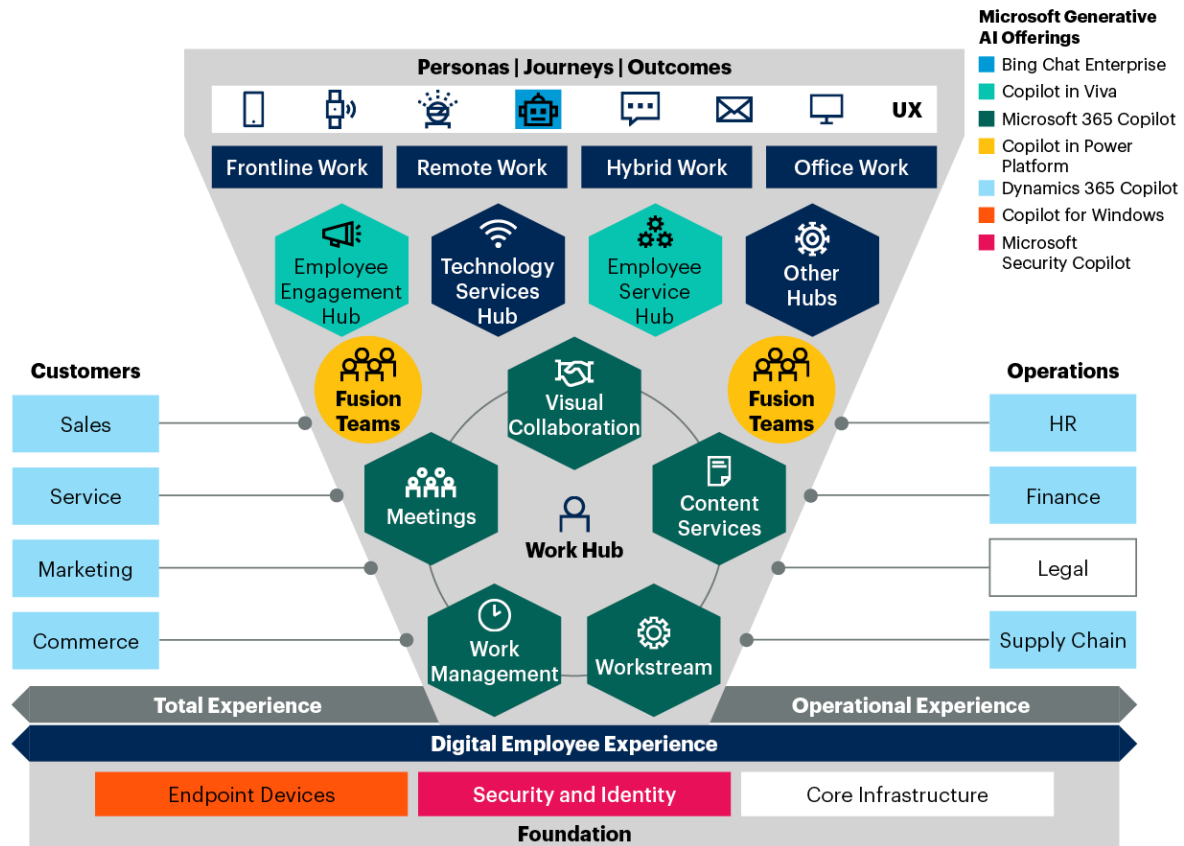 Microsoft Generative
AI Offerings
Bing Chat Enterprise
Copilot in Viva
Microsoft 365 Copilot
Copilot in Power
Platform
Dynamics 365 Copilot
Copilot for Windows
Microsoft
Security Copilot
Personas | Journeys | Outcomes
UX
Frontline Work
Remote Work
Hybrid Work
Office Work
Employee
Engagement
Hub
Technology
Services
Hub
Employee
Service
Hub
Other
Hubs
Fusion
Teams
Visual
Collaboration
Fusion
Teams
Customers
Sales
Service
Marketing
Commerce
Meetings
Work Hub
Content
Services
Work
Management
Workstream
Operations
HR
Finance
Legal
Supply Chain
Total Experience
Operational Experience
Digital Employee Experience
Endpoint Devices
Security and Identity
Core Infrastructure
Foundation